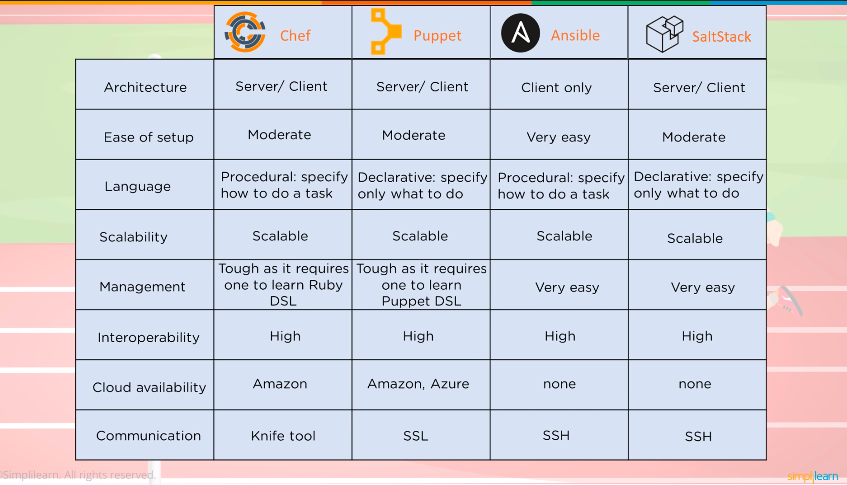 Chef Puppet Ansible SaltStack
Architecture Server/ Client Server/ Client Client only Server/ Client
Ease of setup Moderate Moderate Very easy Moderate
Language Procedural: specify how to do a task Declarative: specify only what to do Procedural: specify how to do a task Declarative: specify only what to do
Scalability Scalable Scalable Scalable Scalable
Management Tough as it requires one to learn Ruby DSL Tough as it requires one to learn Puppet DSL Very easy Very easy
Interoperability High High High High
Cloud availability Amazon Amazon, Azure none none
Communication Knife tool SSL SSH SSH
©Simplilearn. All rights reserved.
simplilearn